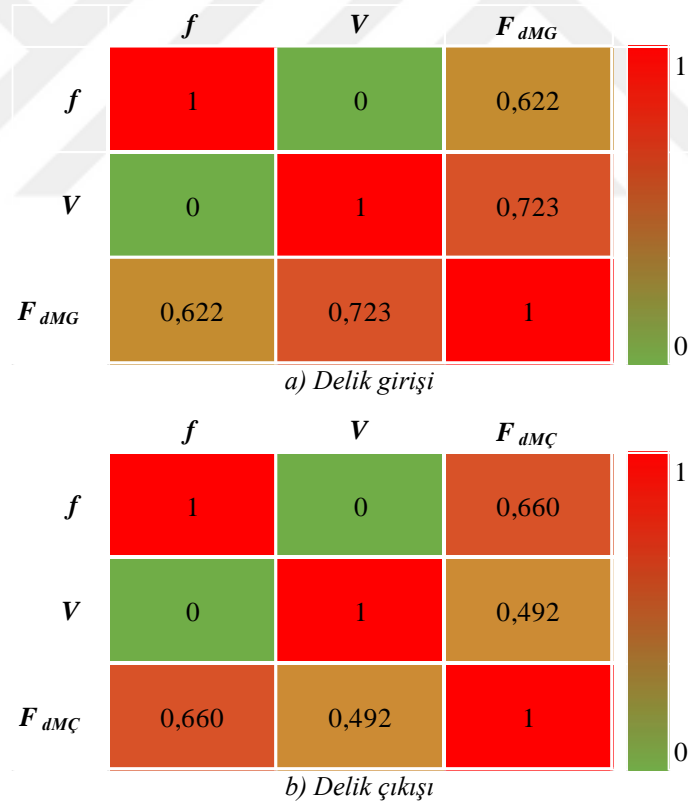 f V F dMG
1
f 1 0 0,622
V 0 1 0,723
F dMG 0,622 0,723 1
0
a) Delik girişi
f V F dMÇ
1
f 1 0 0,660
V 0 1 0,492
F dMÇ 0,660 0,492 1
0
b) Delik çıkışı